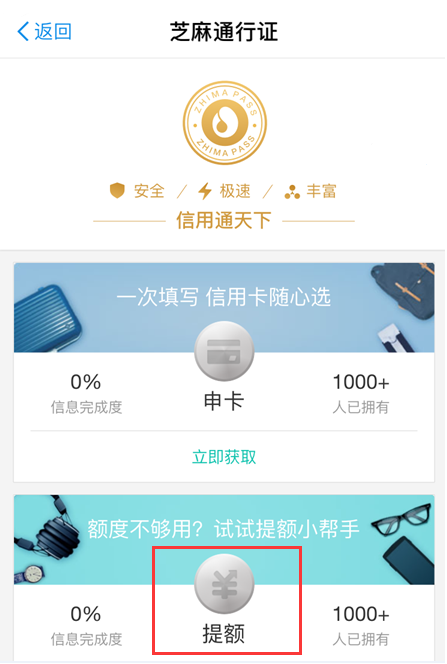 返回
芝麻通行证
ZHIMA PASS
ZHIMA PASS
安全 / 极速 / 丰富
信用通天下
一次填写 信用卡随心选
0%
信息完成度
申卡
1000+
人已拥有
立即获取
额度不够用？试试提额小帮手
0%
信息完成度
提额
1000+
人已拥有